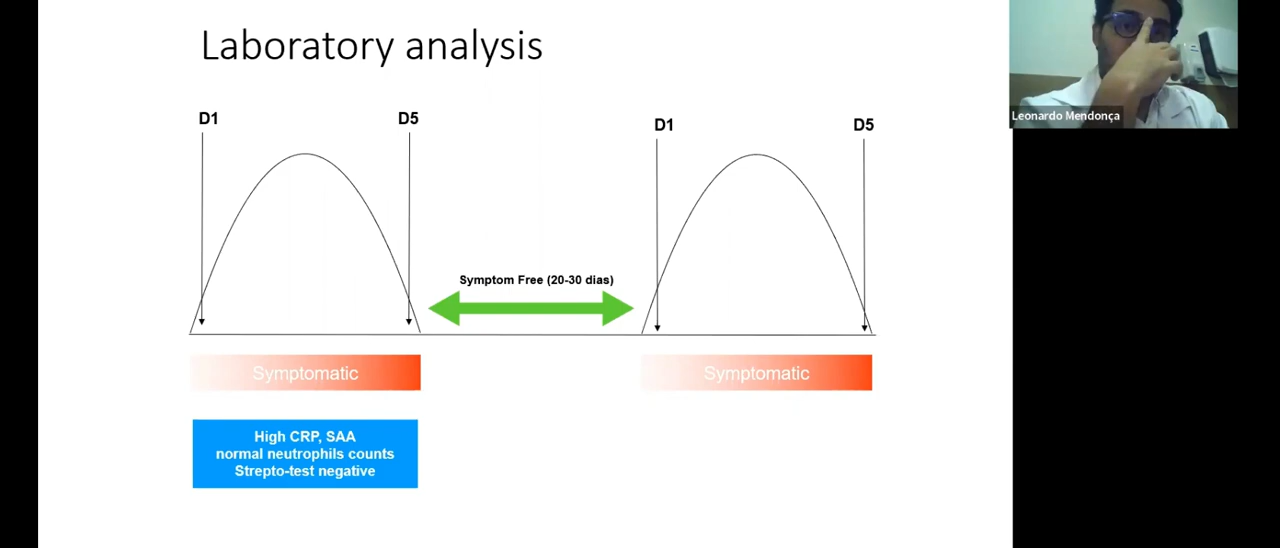 Laboratory analysis
Leonardo Mendonça
D1
D5
D1
D5
Symptom Free (20-30 dias)
Symptomatic
Symptomatic
High CRP, SAA
normal neutrophils counts
Strepto-test negative